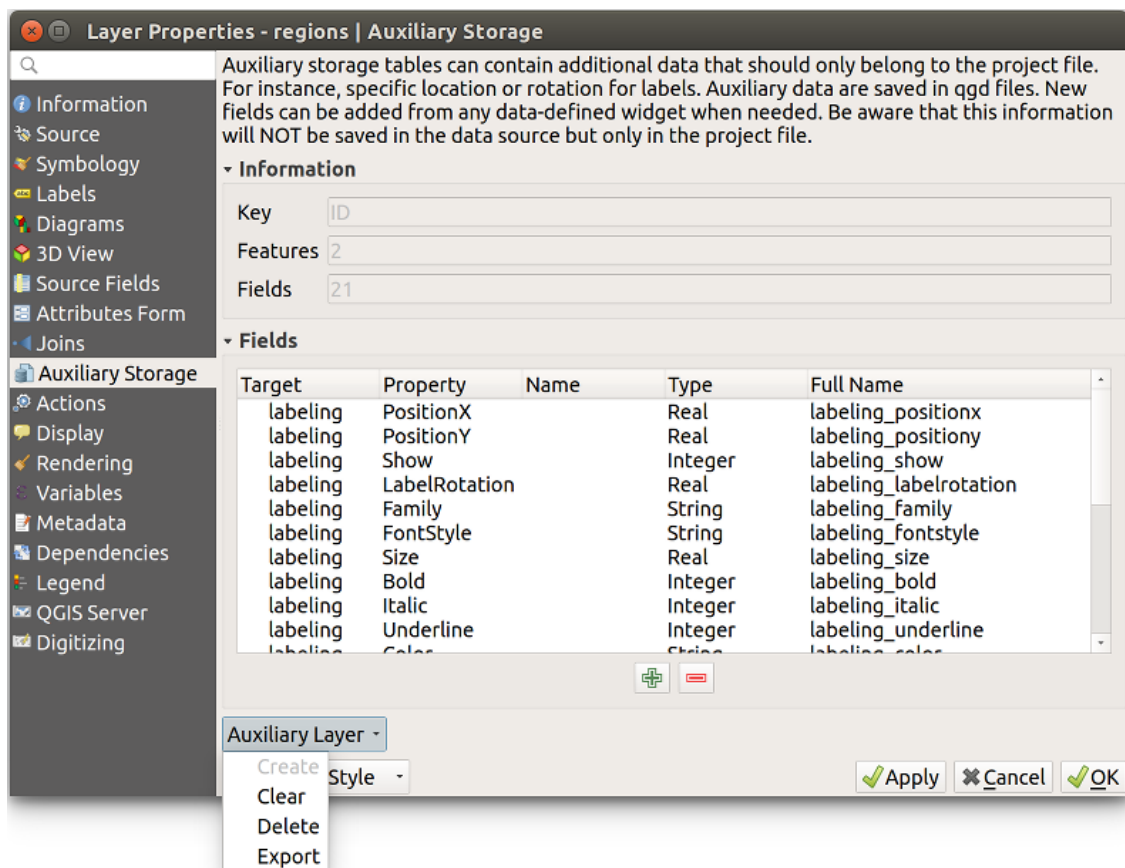 Layer Properties - regions | Auxiliary Storage
Auxiliary storage tables can contain additional data that should only belong to the project file.
For instance, specific location or rotation for labels. Auxiliary data are saved in qgd files. New
fields can be added from any data-defined widget when needed. Be aware that this information
will NOT be saved in the data source but only in the project file.
Information
Source
Symbology
Labels
Diagrams
3D View
Source Fields
Attributes Form
Joins
Auxiliary Storage
Actions
Display
Rendering
Variables
Metadata
Dependencies
Legend
QGIS Server
Digitizing
Information
Key ID
Features 2
Fields 21
Fields
Target Property Name Type Full Name
labeling PositionX Real labeling_positionx
labeling PositionY Real labeling_positiony
labeling Show Integer labeling_show
labeling LabelRotation Real labeling_labelrotation
labeling Family String labeling_family
labeling FontStyle String labeling_fontstyle
labeling Size Real labeling_size
labeling Bold Integer labeling_bold
labeling Italic Integer labeling_italic
labeling Underline Integer labeling_underline
labeling Color String labeling_color
Auxiliary Layer
Create
Clear
Delete
Export
Style
Apply Cancel OK